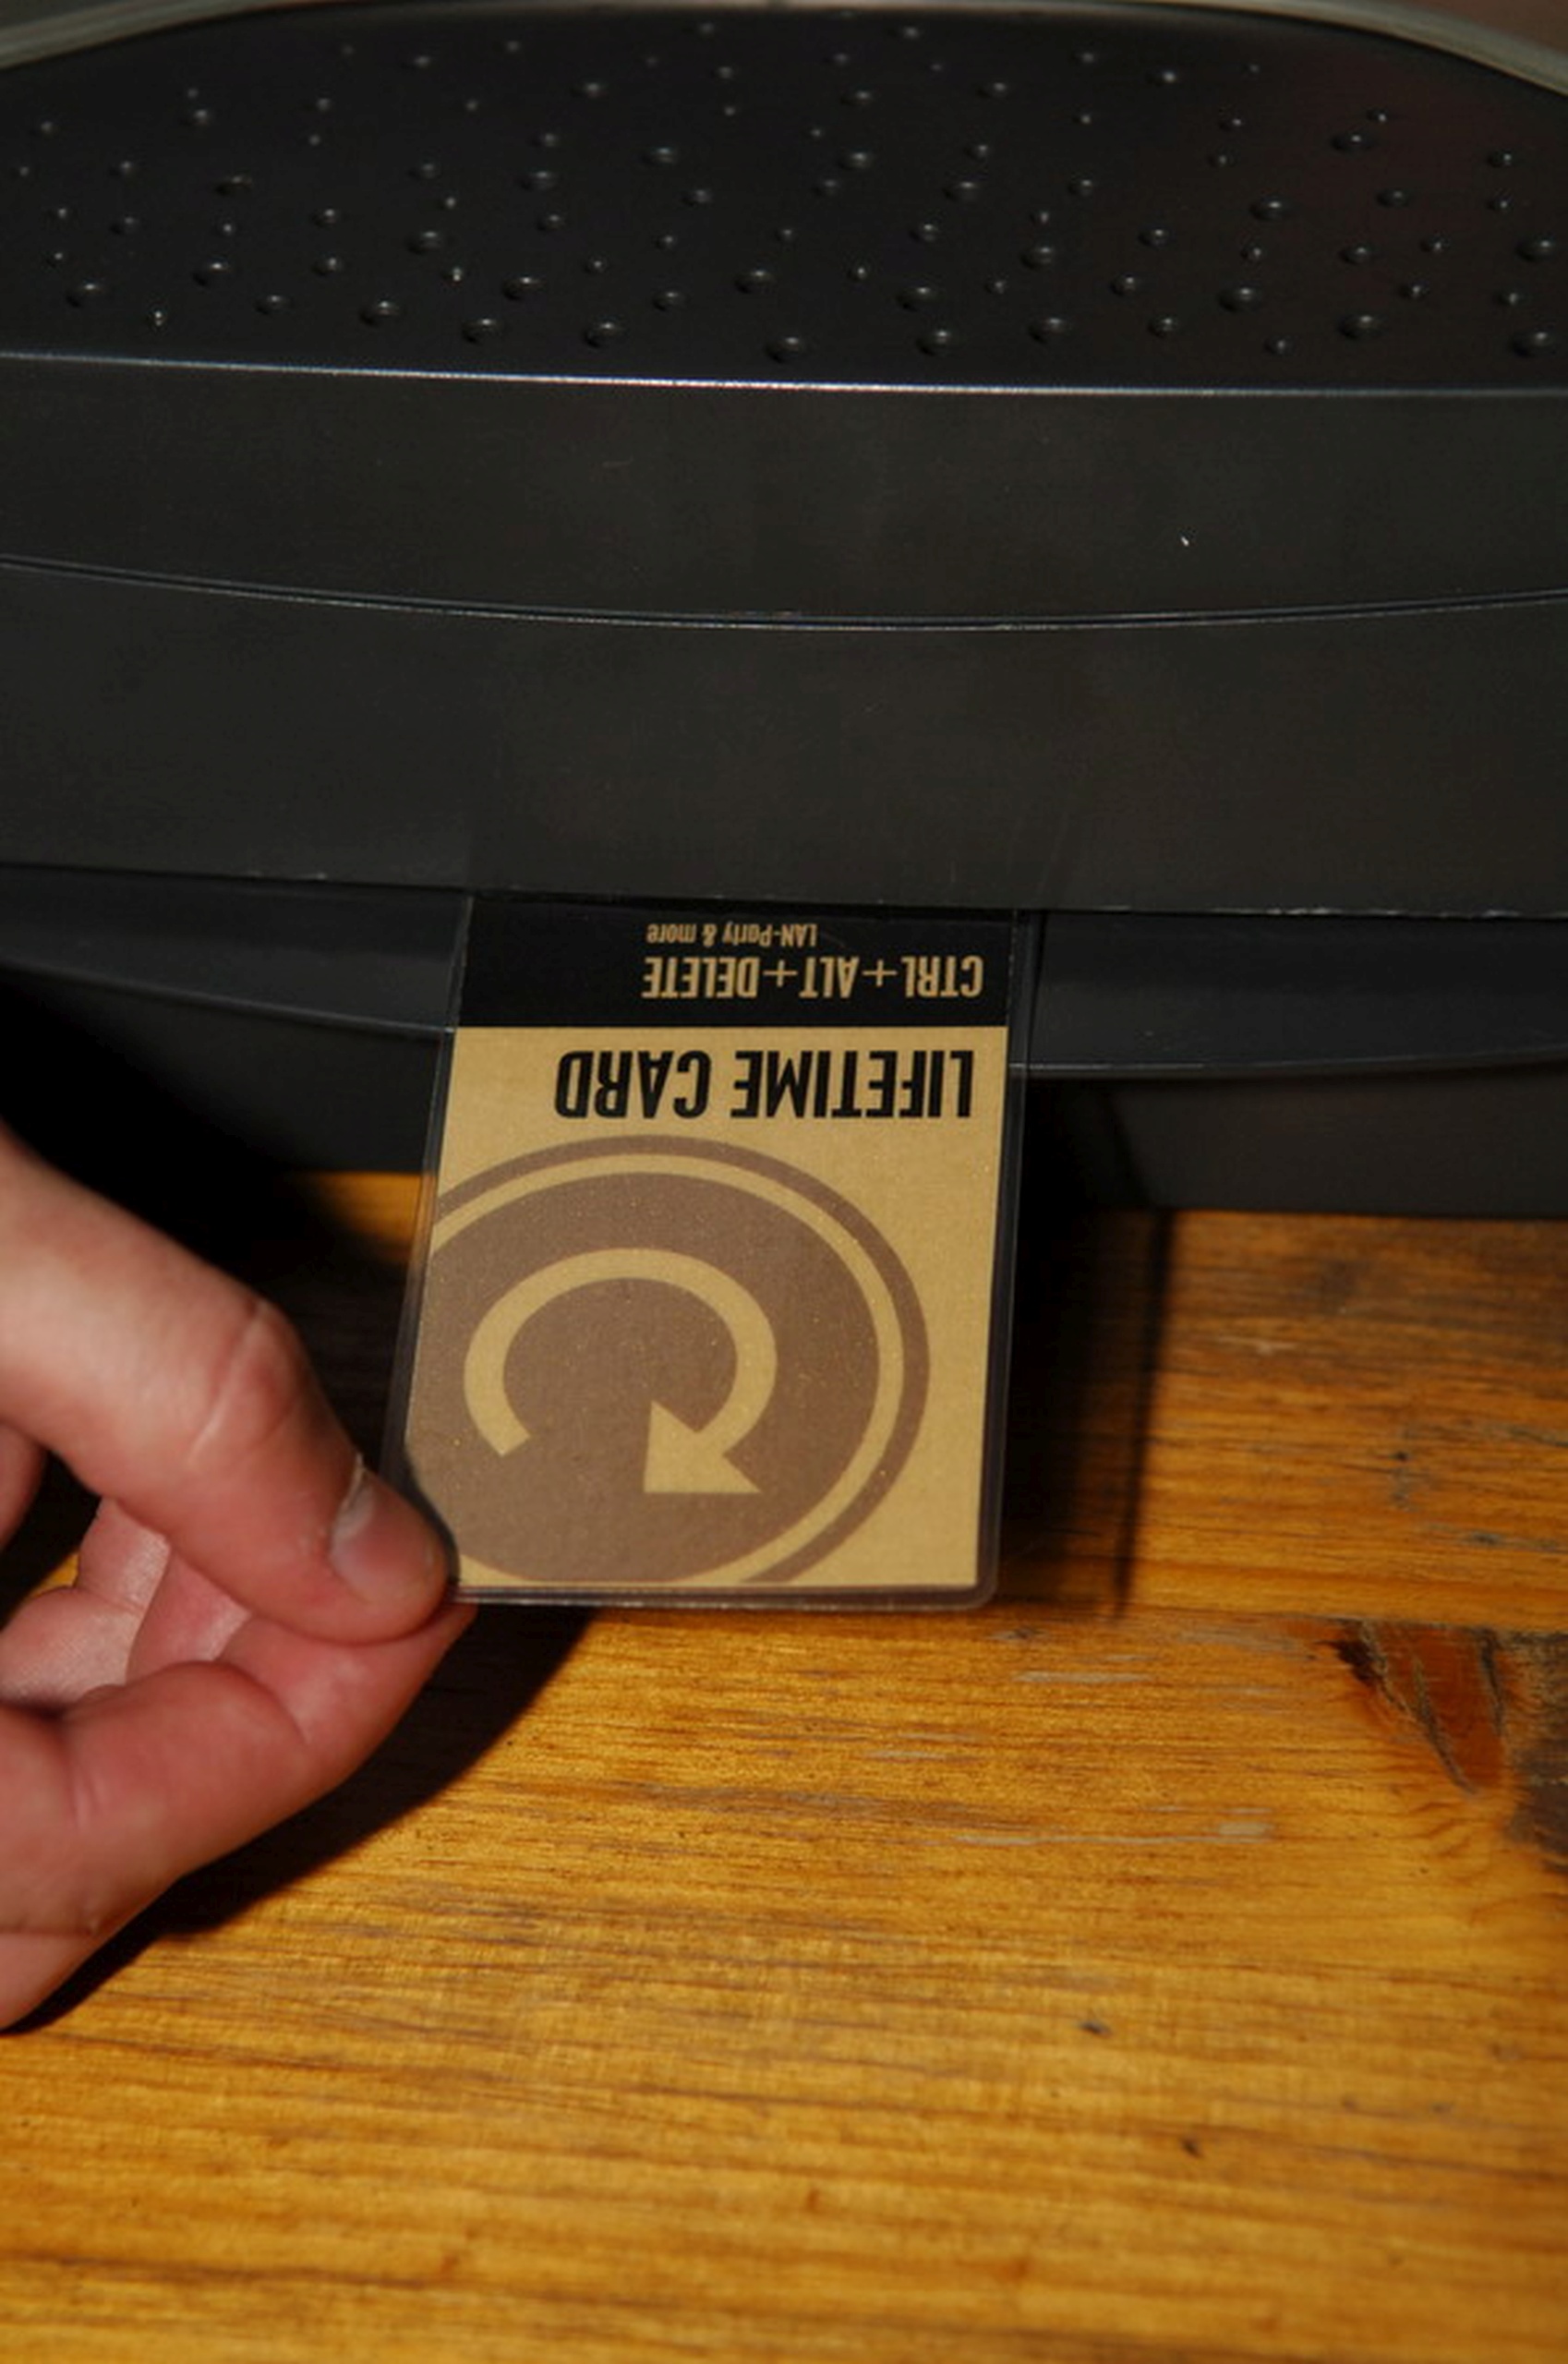 LIFETIME CARD
CTRL+ALT+DELETE
LAN-Party & more